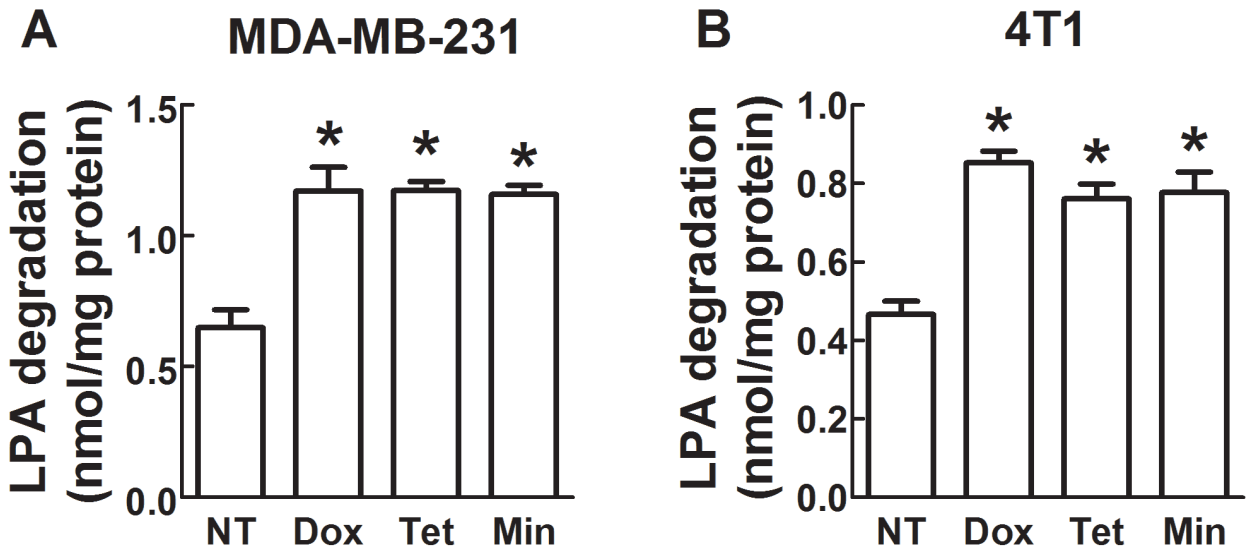 A
MDA-MB-231
LPA degradation
(nmol/mg protein)
1.5
1.0
0.5
0.0
*
*
*
NT Dox Tet Min
B
4T1
LPA degradation
(nmol/mg protein)
1.0
0.8
0.6
0.4
0.2
0.0
*
*
*
NT Dox Tet Min